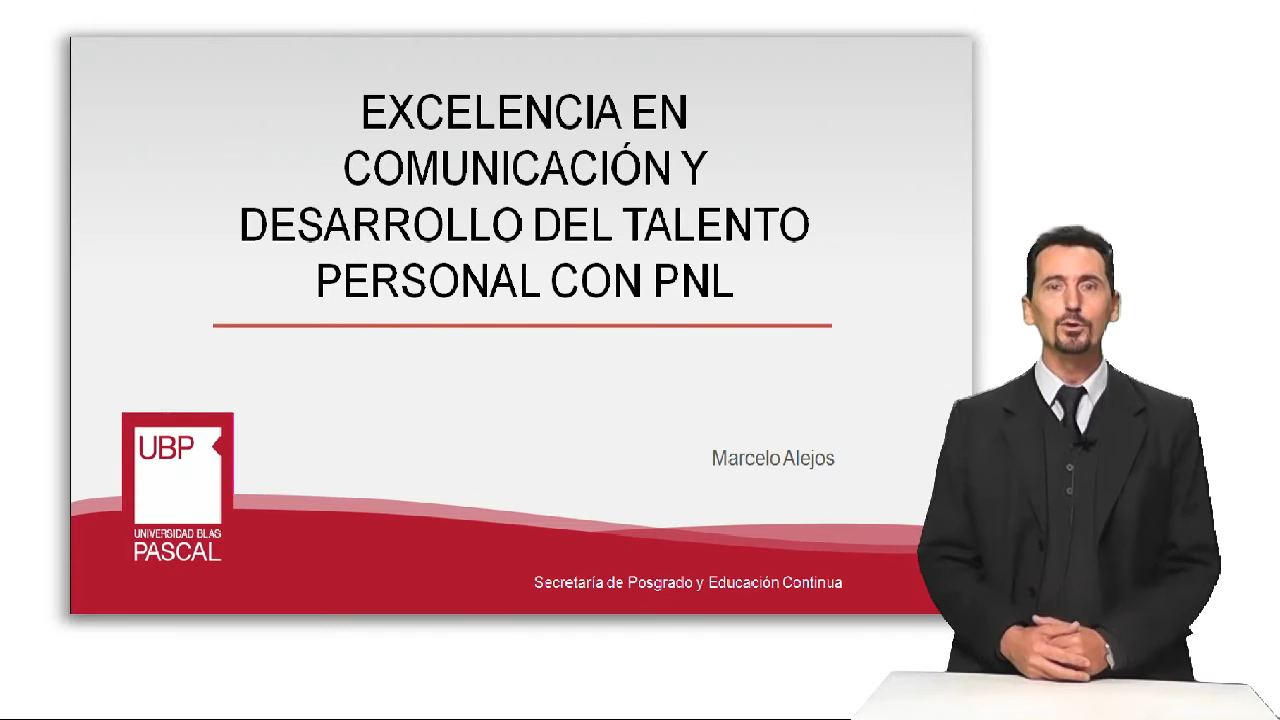 EXCELENCIA EN
COMUNICACIÓN Y
DESARROLLO DEL TALENTO
PERSONAL CON PNL
Marcelo Alejos
UBP
UNIVERSIDAD BLAS
PASCAL
Secretaría de Posgrado y Educación Continua